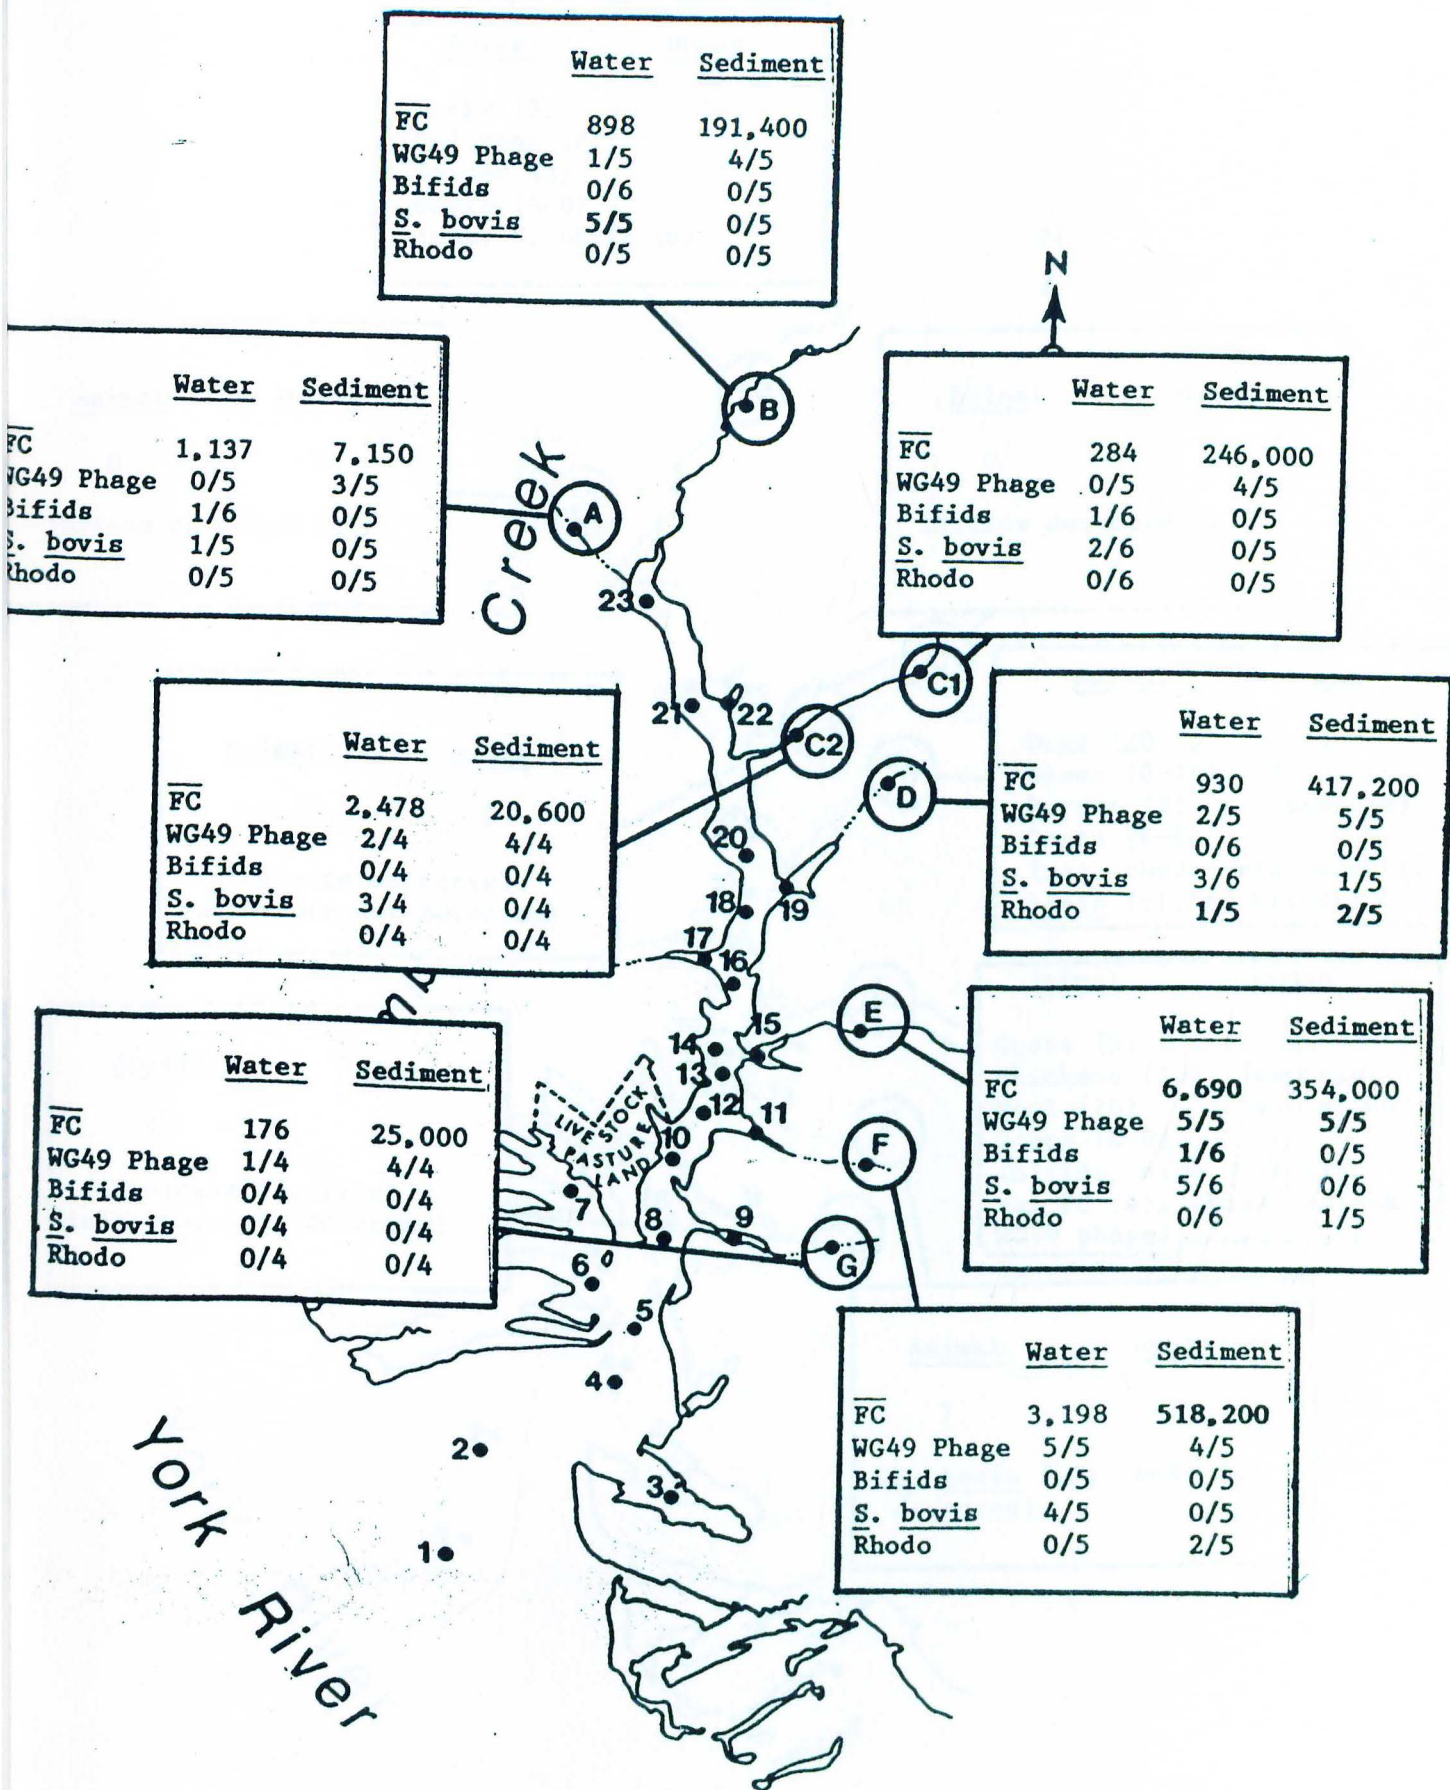 Water Sediment
FC 898 191,400
WG49 Phage 1/5 4/5
Bifids 0/6 0/5
S. bovis 5/5 0/5
Rhodo 0/5 0/5
N
Water Sediment
FC 1,137 7,150
WG49 Phage 0/5 3/5
Bifids 1/6 0/5
S. bovis 1/5 0/5
Rhodo 0/5 0/5
B
Water Sediment
FC 284 246,000
WG49 Phage 0/5 4/5
Bifids 1/6 0/5
S. bovis 2/6 0/5
Rhodo 0/6 0/5
Creek
A
23
C1
21 22
C2
D
Water Sediment
FC 2,478 20,600
WG49 Phage 2/4 4/4
Bifids 0/4 0/4
S. bovis 3/4 0/4
Rhodo 0/4 0/4
Water Sediment
FC 930 417,200
WG49 Phage 2/5 5/5
Bifids 0/6 0/5
S. bovis 3/6 1/5
Rhodo 1/5 2/5
20
18 19
17
16
15
E
14
13
12 11
10
F
LIVE STOCK
PASTURE
LAND
Water Sediment
FC 176 25,000
WG49 Phage 1/4 4/4
Bifids 0/4 0/4
S. bovis 0/4 0/4
Rhodo 0/4 0/4
Water Sediment
FC 6,690 354,000
WG49 Phage 5/5 5/5
Bifids 1/6 0/5
S. bovis 5/6 0/6
Rhodo 0/6 1/5
7
8 9
G
6
5
4
2
3
1
Water Sediment
FC 3,198 518,200
WG49 Phage 5/5 4/5
Bifids 0/5 0/5
S. bovis 4/5 0/5
Rhodo 0/5 2/5
York
River